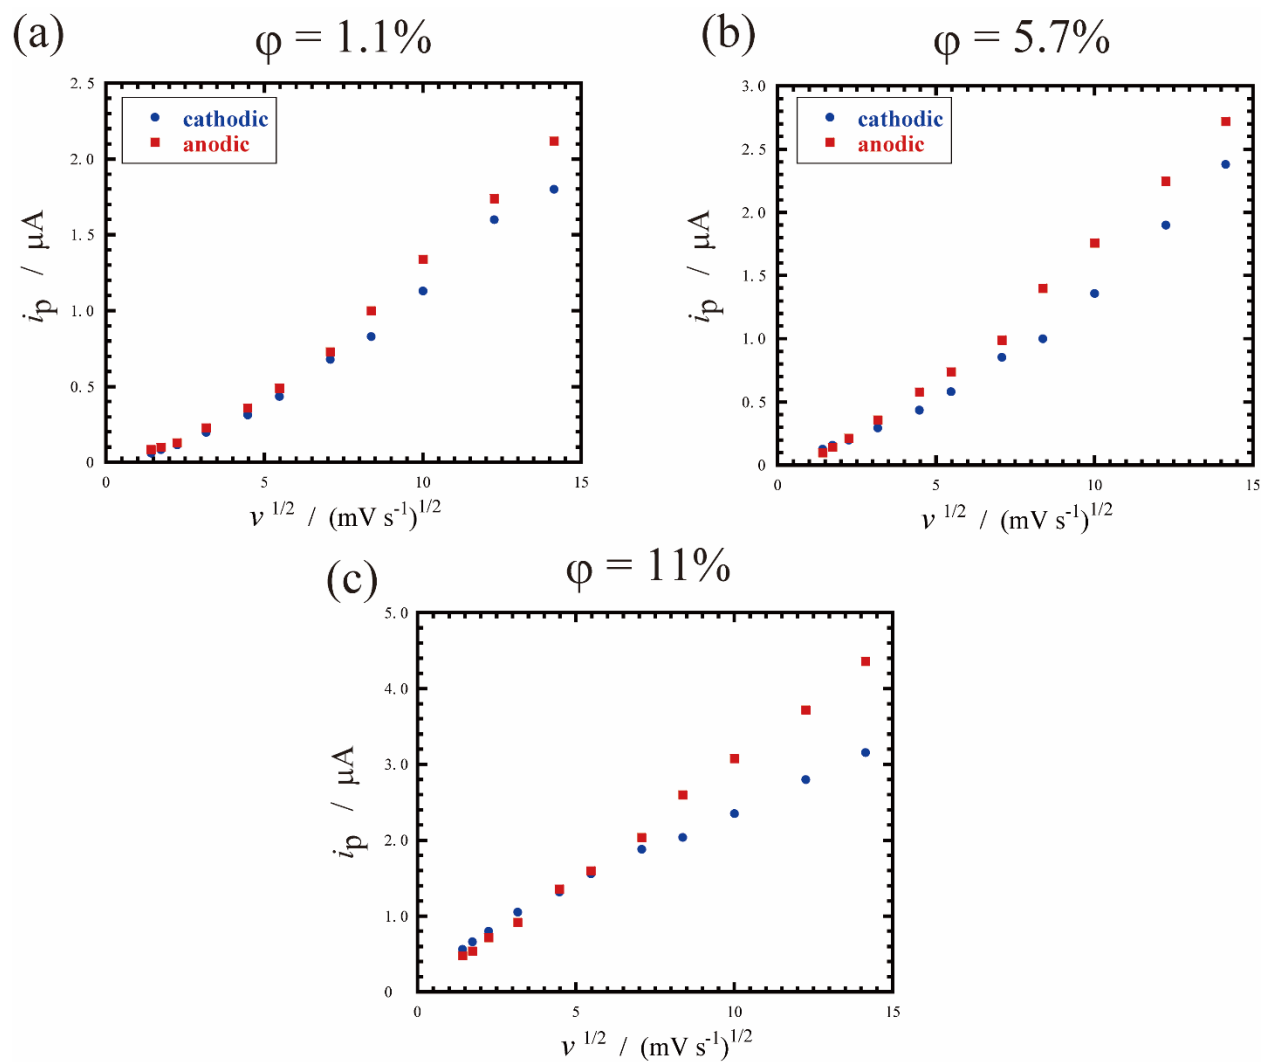 (a)
φ = 1.1%
2.5
2.0
1.5
1.0
0.5
0
cathodic
anodic
0 5 10 15
i p / μA
v 1/2 / (mV s-1)1/2
(b)
φ = 5.7%
3.0
2.5
2.0
1.5
1.0
0.5
0
cathodic
anodic
0 5 10 15
i p / μA
v 1/2 / (mV s-1)1/2
(c)
φ = 11%
5.0
4.0
3.0
2.0
1.0
0
0 5 10 15
i p / μA
v 1/2 / (mV s-1)1/2